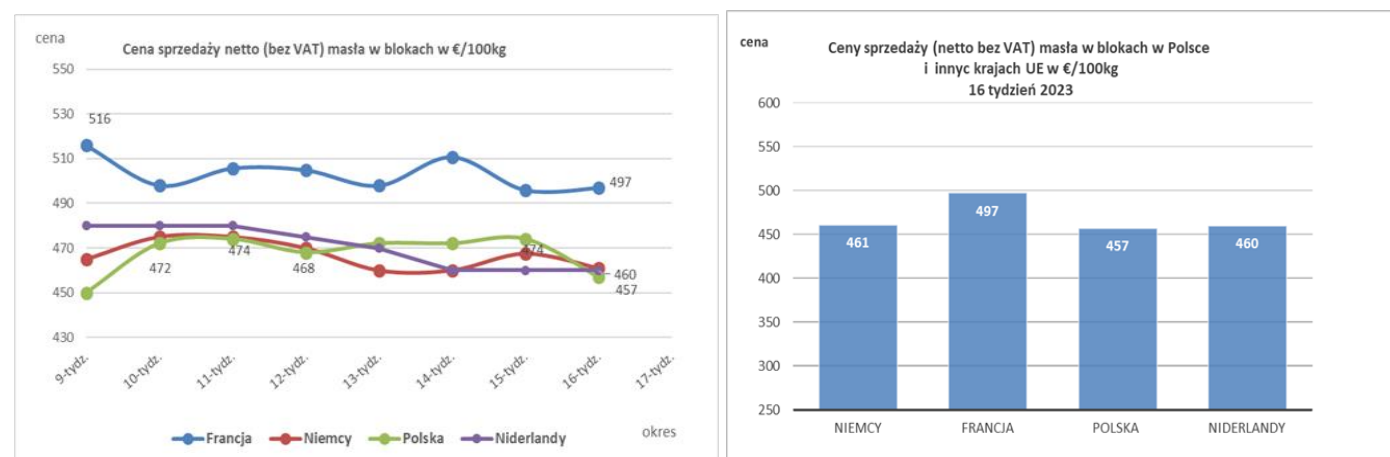 cena
Cena sprzedaży netto (bez VAT) masła w blokach w €/100kg
550
530
510
490
470
450
430
516
497
472
474
468
474
460
457
9-tydz.
10-tydz.
11-tydz.
12-tydz.
13-tydz.
14-tydz.
15-tydz.
16-tydz.
17-tydz.
Francja
Niemcy
Polska
Niderlandy
okres
cena
Ceny sprzedaży (netto bez VAT) masła w blokach w Polsce
i innyc krajach UE w €/100kg
16 tydzień 2023
600
550
500
450
400
350
300
250
461
497
457
460
NIEMCY
FRANCJA
POLSKA
NIDERLANDY